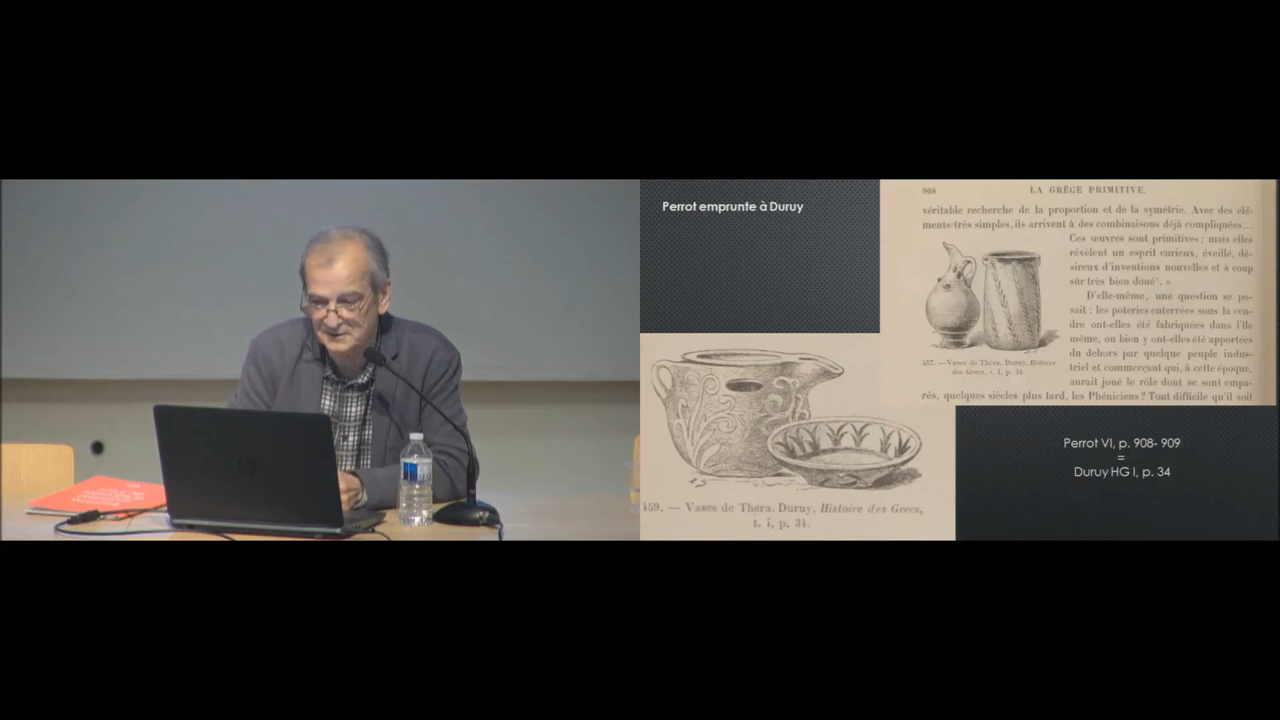 Perrot emprunte à Duruy
908 LA GRÈCE PRIMITIVE.
véritable recherche de la proportion et de la symétrie. Avec des élé-
ments très simples, ils arrivent à des combinaisons déjà compliquées...
Ces œuvres sont primitives ; mais elles
révèlent un esprit curieux, éveillé, dé-
sireux d'inventions nouvelles et à coup
sûr très bien doué¹. »
D'elle-même, une question se po-
sait : les poteries enterrées sous la cen-
dre ont-elles été fabriquées dans l'île
même, ou bien y ont-elles été apportées
du dehors par quelque peuple indus-
triel et commerçant qui, à cette époque,
aurait joué le rôle dont se sont empa-
rés, quelques siècles plus tard, les Phéniciens ? Tout difficile qu'il soit
457. — Vases de Théra. Duruy, Histoire
des Grecs, t. I, p. 34.
459. — Vases de Théra. Duruy, Histoire des Grecs,
t. I, p. 34.
Perrot VI, p. 908- 909
=
Duruy HG I, p. 34